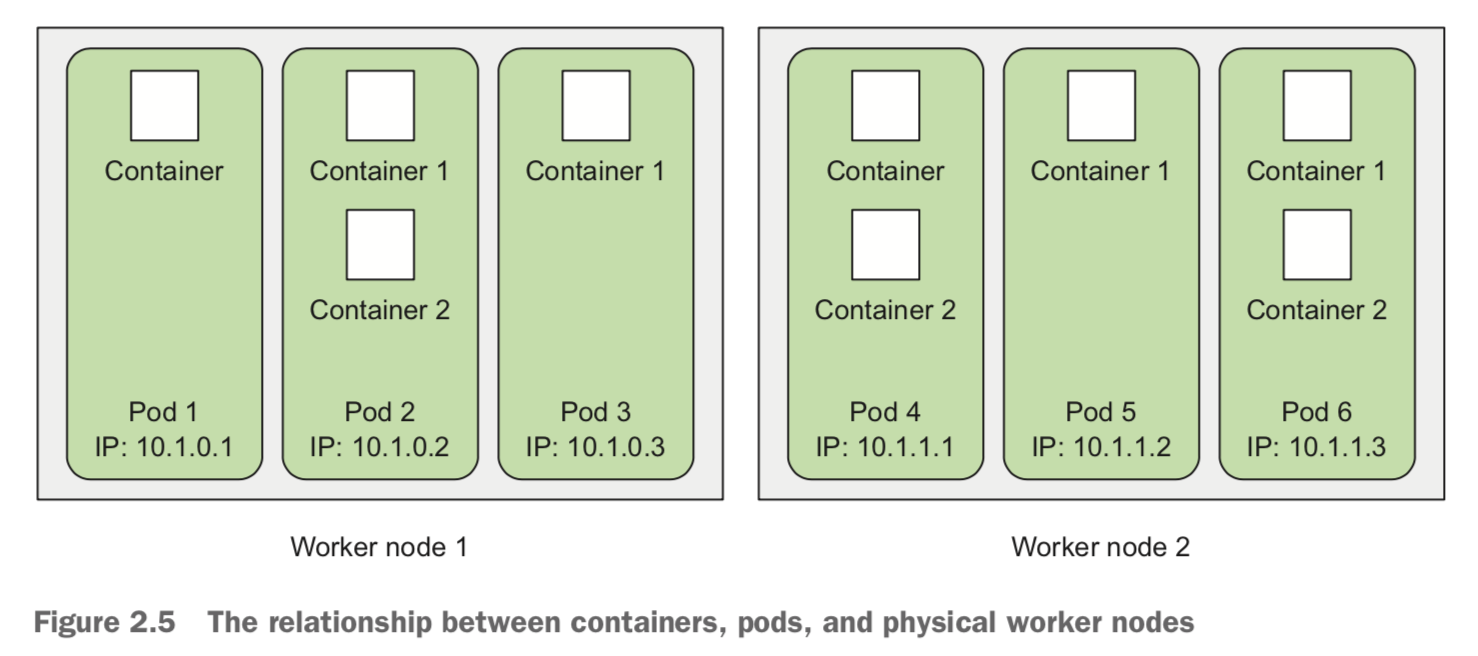 Container
Container 1
Container 2
Pod 1
IP: 10.1.0.1
Pod 2
IP: 10.1.0.2
Container 1
Pod 3
IP: 10.1.0.3
Worker node 1
Container
Container 2
Pod 4
IP: 10.1.1.1
Container 1
Pod 5
IP: 10.1.1.2
Container 1
Container 2
Pod 6
IP: 10.1.1.3
Worker node 2
Figure 2.5 The relationship between containers, pods, and physical worker nodes